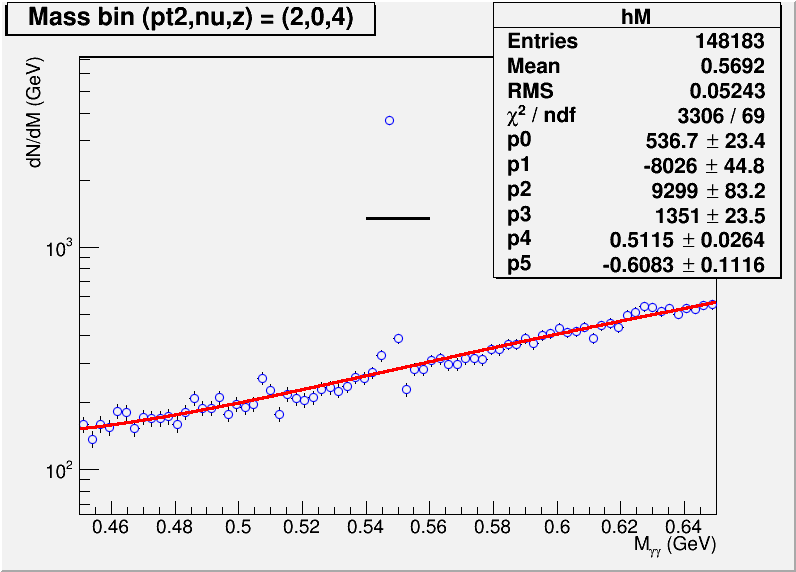 Mass bin (pt2,nu,z) = (2,0,4)
hM
Entries 148183
Mean 0.5692
RMS 0.05243
χ² / ndf 3306 / 69
p0 536.7 ± 23.4
p1 -8026 ± 44.8
p2 9299 ± 83.2
p3 1351 ± 23.5
p4 0.5115 ± 0.0264
p5 -0.6083 ± 0.1116
dN/dM (GeV)
10³
10²
0.46 0.48 0.5 0.52 0.54 0.56 0.58 0.6 0.62 0.64
Mγγ (GeV)